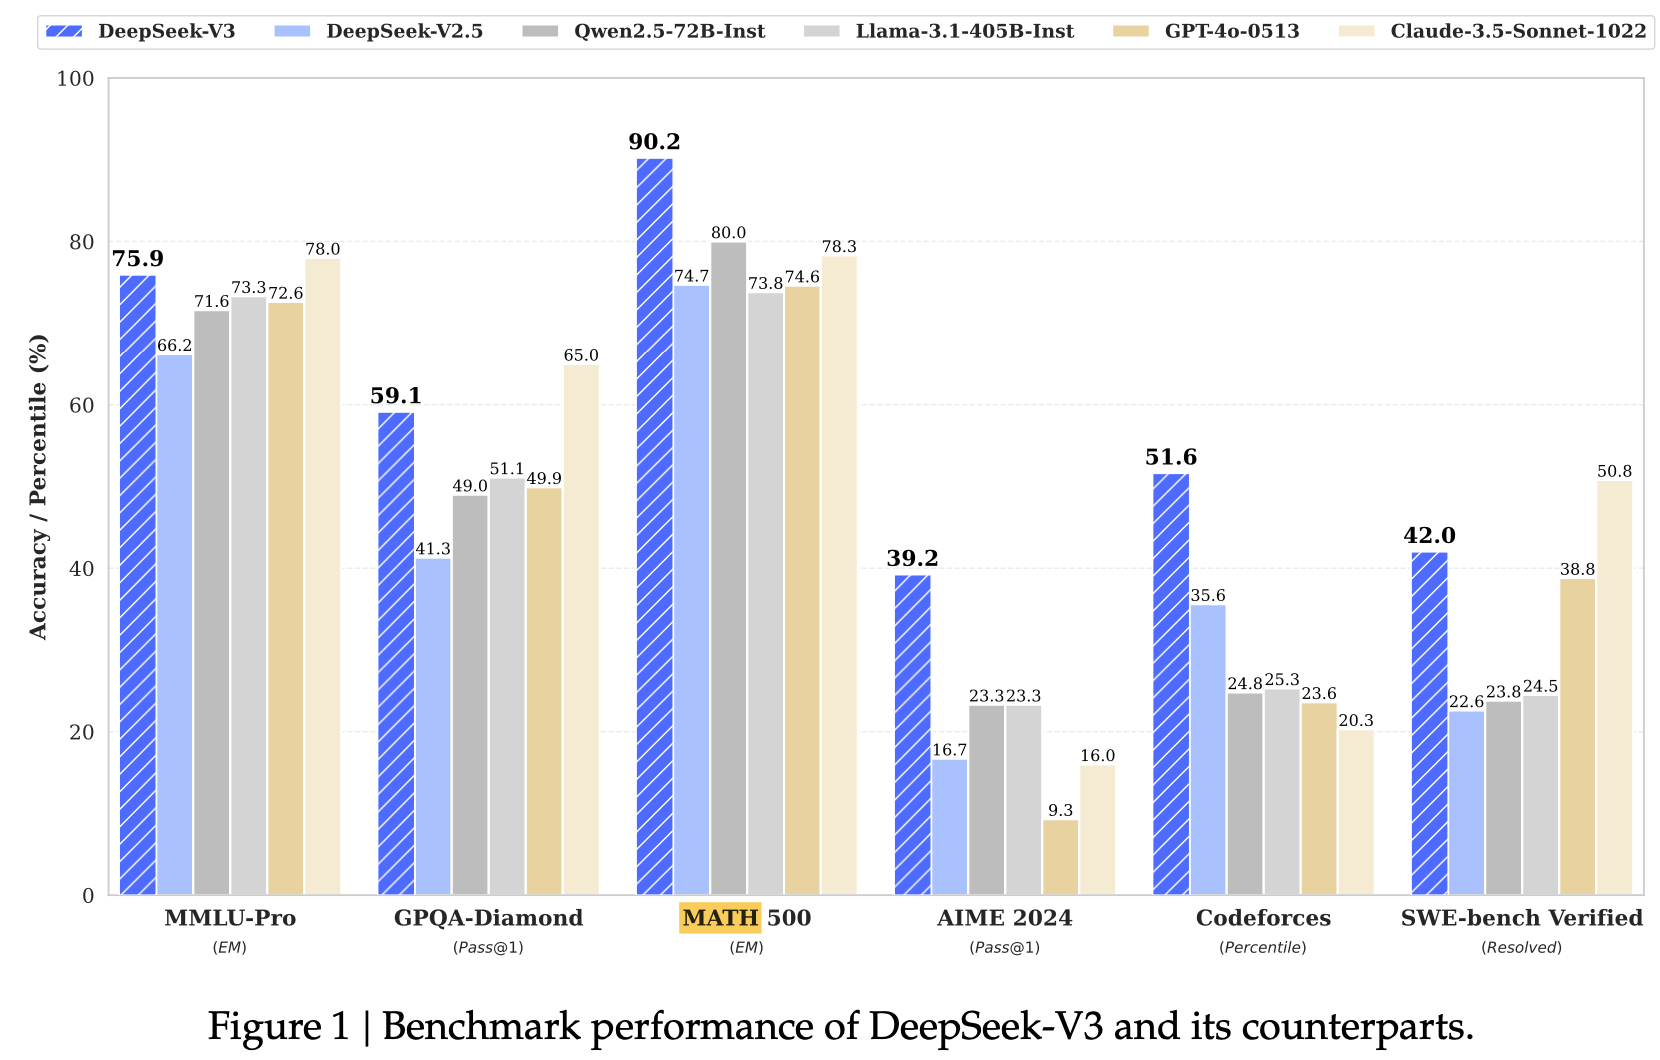 DeepSeek-V3 DeepSeek-V2.5 Qwen2.5-72B-Inst Llama-3.1-405B-Inst GPT-4o-0513 Claude-3.5-Sonnet-1022
Accuracy / Percentile (%)
100
80
60
40
20
0
75.9 66.2 71.6 73.3 72.6 78.0
59.1 41.3 49.0 51.1 49.9 65.0
90.2 74.7 80.0 73.8 74.6 78.3
39.2 16.7 23.3 23.3 9.3 16.0
51.6 35.6 24.8 25.3 23.6 20.3
42.0 22.6 23.8 24.5 38.8 50.8
MMLU-Pro GPQA-Diamond MATH 500 AIME 2024 Codeforces SWE-bench Verified
(EM) (Pass@1) (EM) (Pass@1) (Percentile) (Resolved)
Figure 1 | Benchmark performance of DeepSeek-V3 and its counterparts.